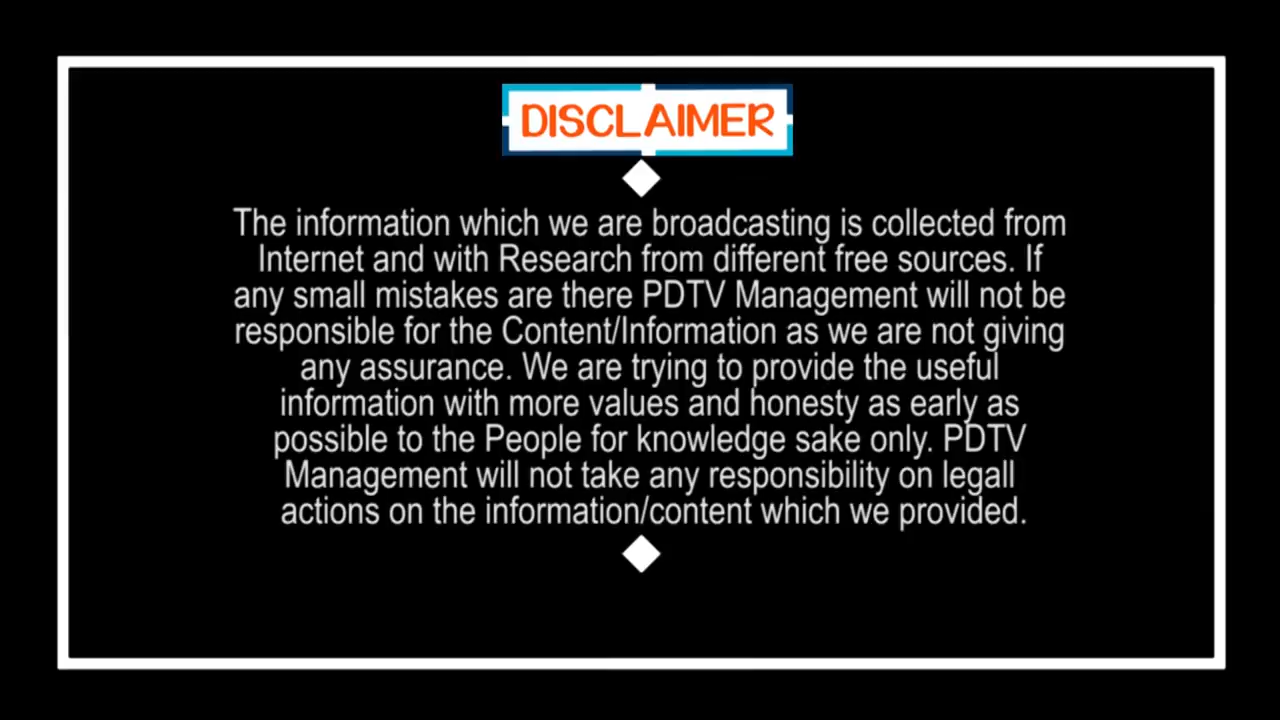 DISCLAIMER
The information which we are broadcasting is collected from
Internet and with Research from different free sources. If
any small mistakes are there PDTV Management will not be
responsible for the Content/Information as we are not giving
any assurance. We are trying to provide the useful
information with more values and honesty as early as
possible to the People for knowledge sake only. PDTV
Management will not take any responsibility on legall
actions on the information/content which we provided.